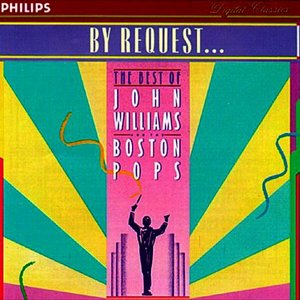 PHILIPS
Digital Classics
BY REQUEST...
THE BEST OF
JOHN
WILLIAMS
AND THE
BOSTON
POPS